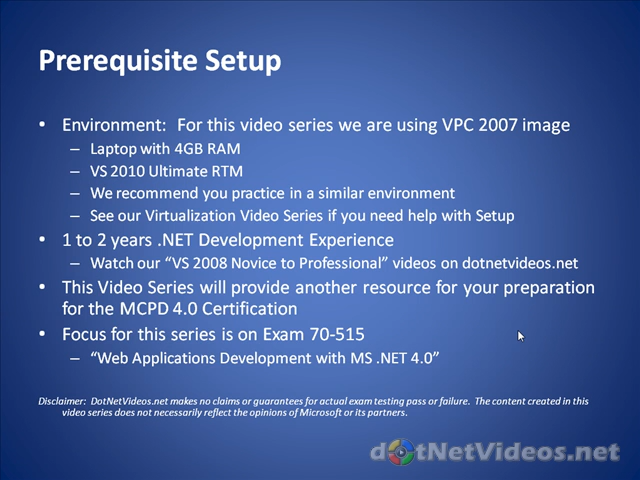 Prerequisite Setup
• Environment:  For this video series we are using VPC 2007 image
– Laptop with 4GB RAM
– VS 2010 Ultimate RTM
– We recommend you practice in a similar environment
– See our Virtualization Video Series if you need help with Setup
• 1 to 2 years .NET Development Experience
– Watch our “VS 2008 Novice to Professional” videos on dotnetvideos.net
• This Video Series will provide another resource for your preparation
for the MCPD 4.0 Certification
• Focus for this series is on Exam 70-515
– “Web Applications Development with MS .NET 4.0”
Disclaimer:  DotNetVideos.net makes no claims or guarantees for actual exam testing pass or failure.  The content created in this
video series does not necessarily reflect the opinions of Microsoft or its partners.
dotNetVideos.net